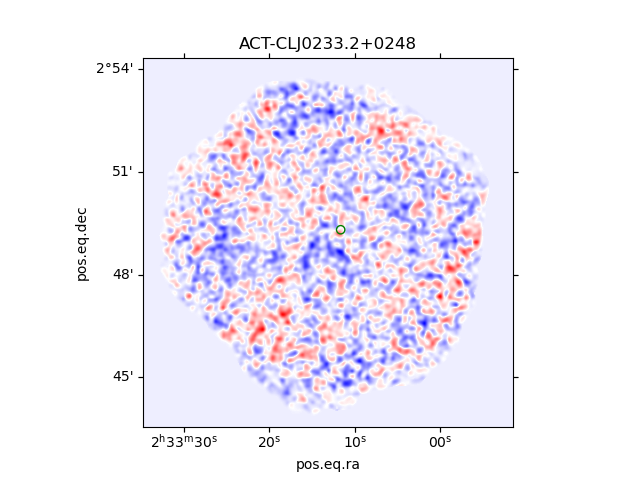 ACT-CLJ0233.2+0248
2°54'
51'
48'
45'
pos.eq.dec
2ʰ33ᵐ30ˢ 20ˢ 10ˢ 00ˢ
pos.eq.ra